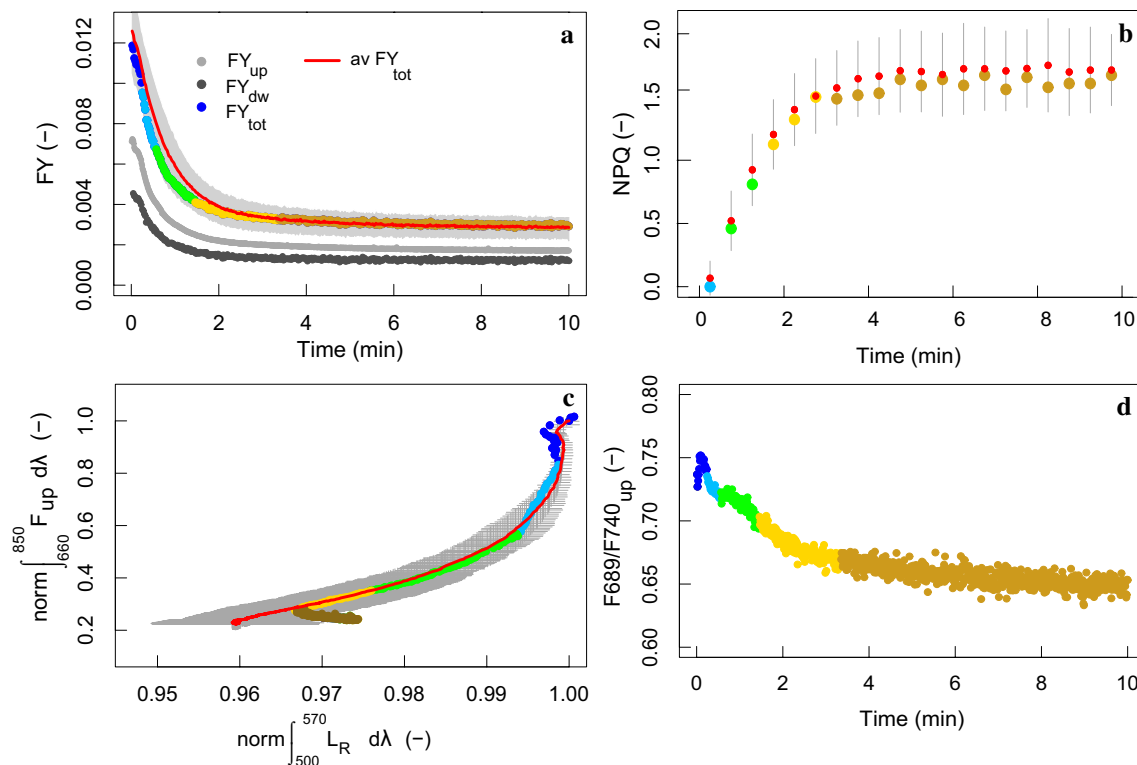 a
FY (−)
0.000
0.004
0.008
0.012
FYup
FYdw
FYtot
av FYtot
0 2 4 6 8 10
Time (min)
b
NPQ (−)
0.0
0.5
1.0
1.5
2.0
0 2 4 6 8 10
Time (min)
c
norm ∫660 850 Fup dλ (−)
0.2
0.4
0.6
0.8
1.0
0.95 0.96 0.97 0.98 0.99 1.00
norm ∫500 570 LR dλ (−)
d
F689/F740up (−)
0.60
0.65
0.70
0.75
0.80
0 2 4 6 8 10
Time (min)